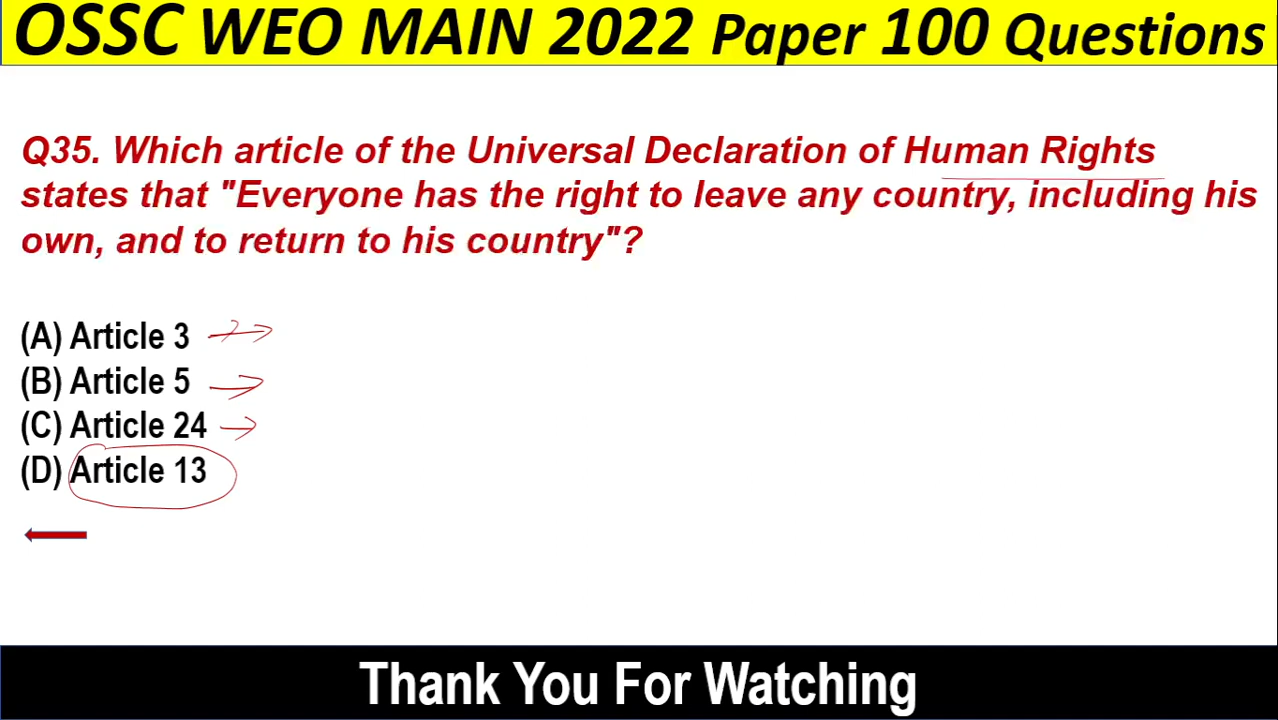 OSSC WEO MAIN 2022 Paper 100 Questions
Q35. Which article of the Universal Declaration of Human Rights
states that "Everyone has the right to leave any country, including his
own, and to return to his country"?
(A) Article 3
(B) Article 5
(C) Article 24
(D) Article 13
Thank You For Watching